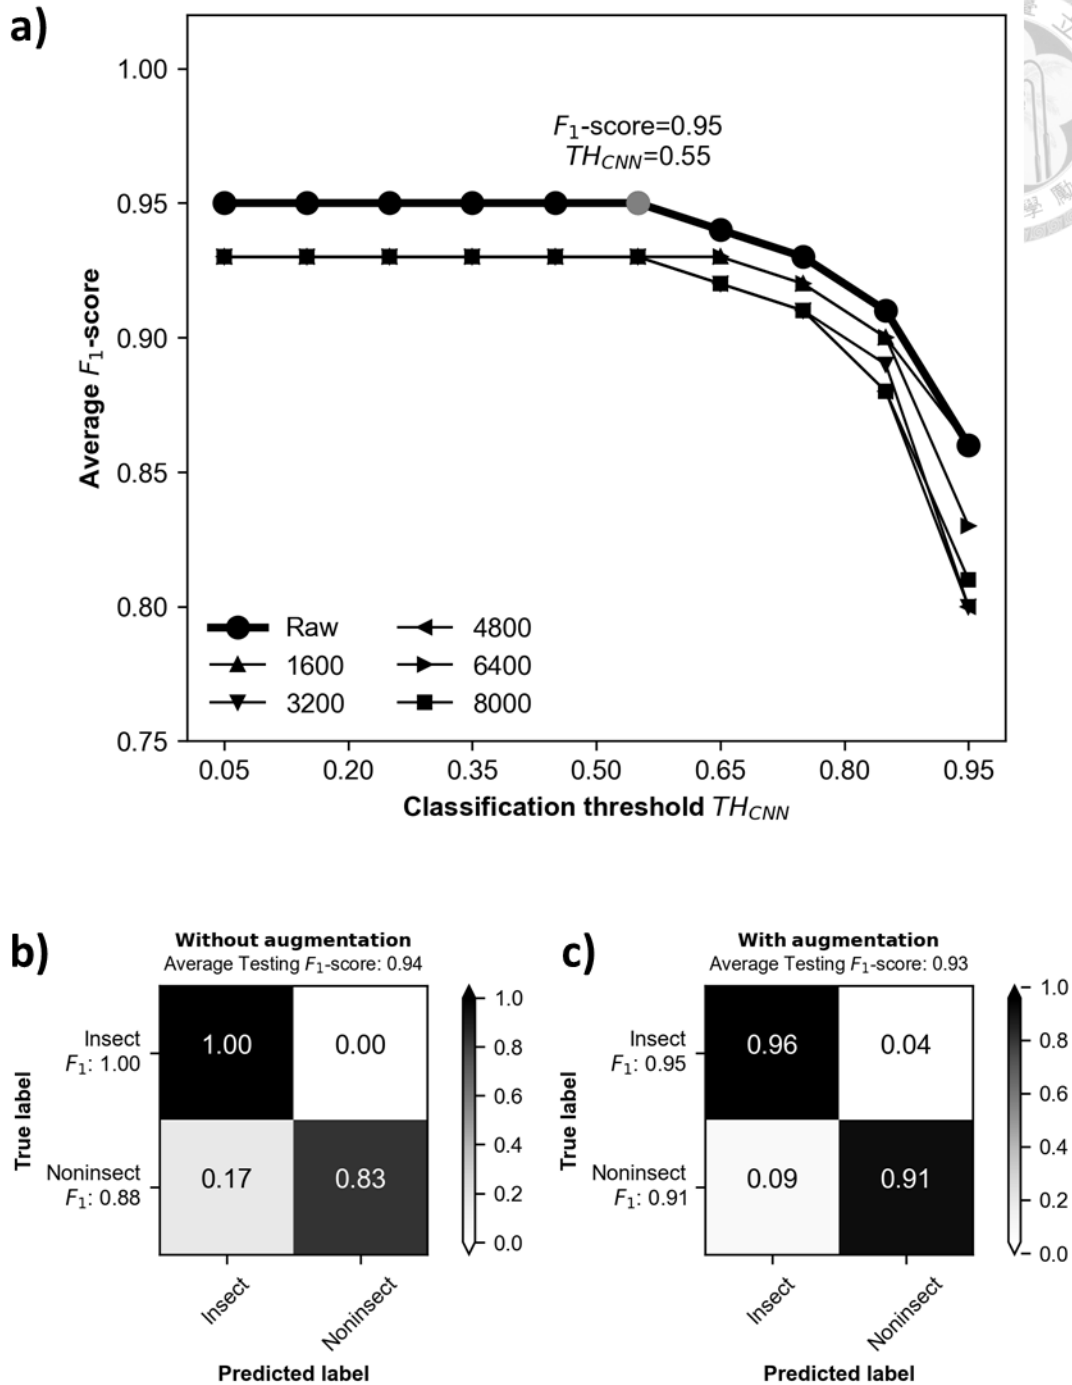 a)
1.00
0.95
0.90
0.85
0.80
0.75
Average F₁-score
F₁-score=0.95
TH_CNN=0.55
Raw
1600
3200
4800
6400
8000
0.05 0.20 0.35 0.50 0.65 0.80 0.95
Classification threshold TH_CNN
立
學 勵
b)
Without augmentation
Average Testing F₁-score: 0.94
True label
Insect
F₁: 1.00
1.00 0.00
Noninsect
F₁: 0.88
0.17 0.83
Insect
Noninsect
Predicted label
1.0
0.8
0.6
0.4
0.2
0.0
c)
With augmentation
Average Testing F₁-score: 0.93
True label
Insect
F₁: 0.95
0.96 0.04
Noninsect
F₁: 0.91
0.09 0.91
Insect
Noninsect
Predicted label
1.0
0.8
0.6
0.4
0.2
0.0